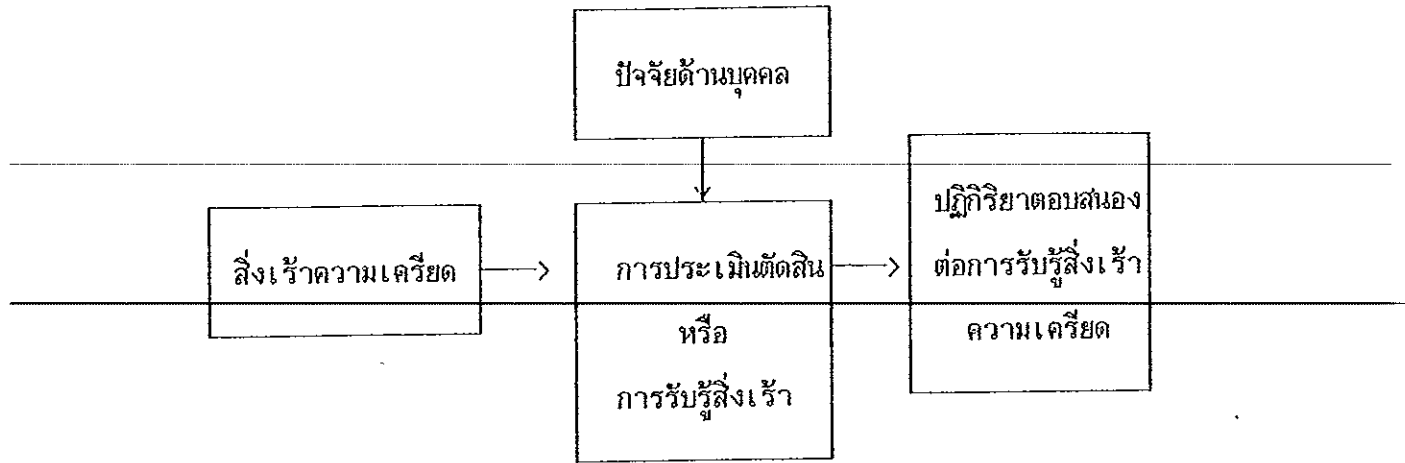 ปัจจัยด้านบุคคล
สิ่งเร้าความเครียด
การประเมินตัดสิน
หรือ
การรับรู้สิ่งเร้า
ปฏิกิริยาตอบสนอง
ต่อการรับรู้สิ่งเร้า
ความเครียด